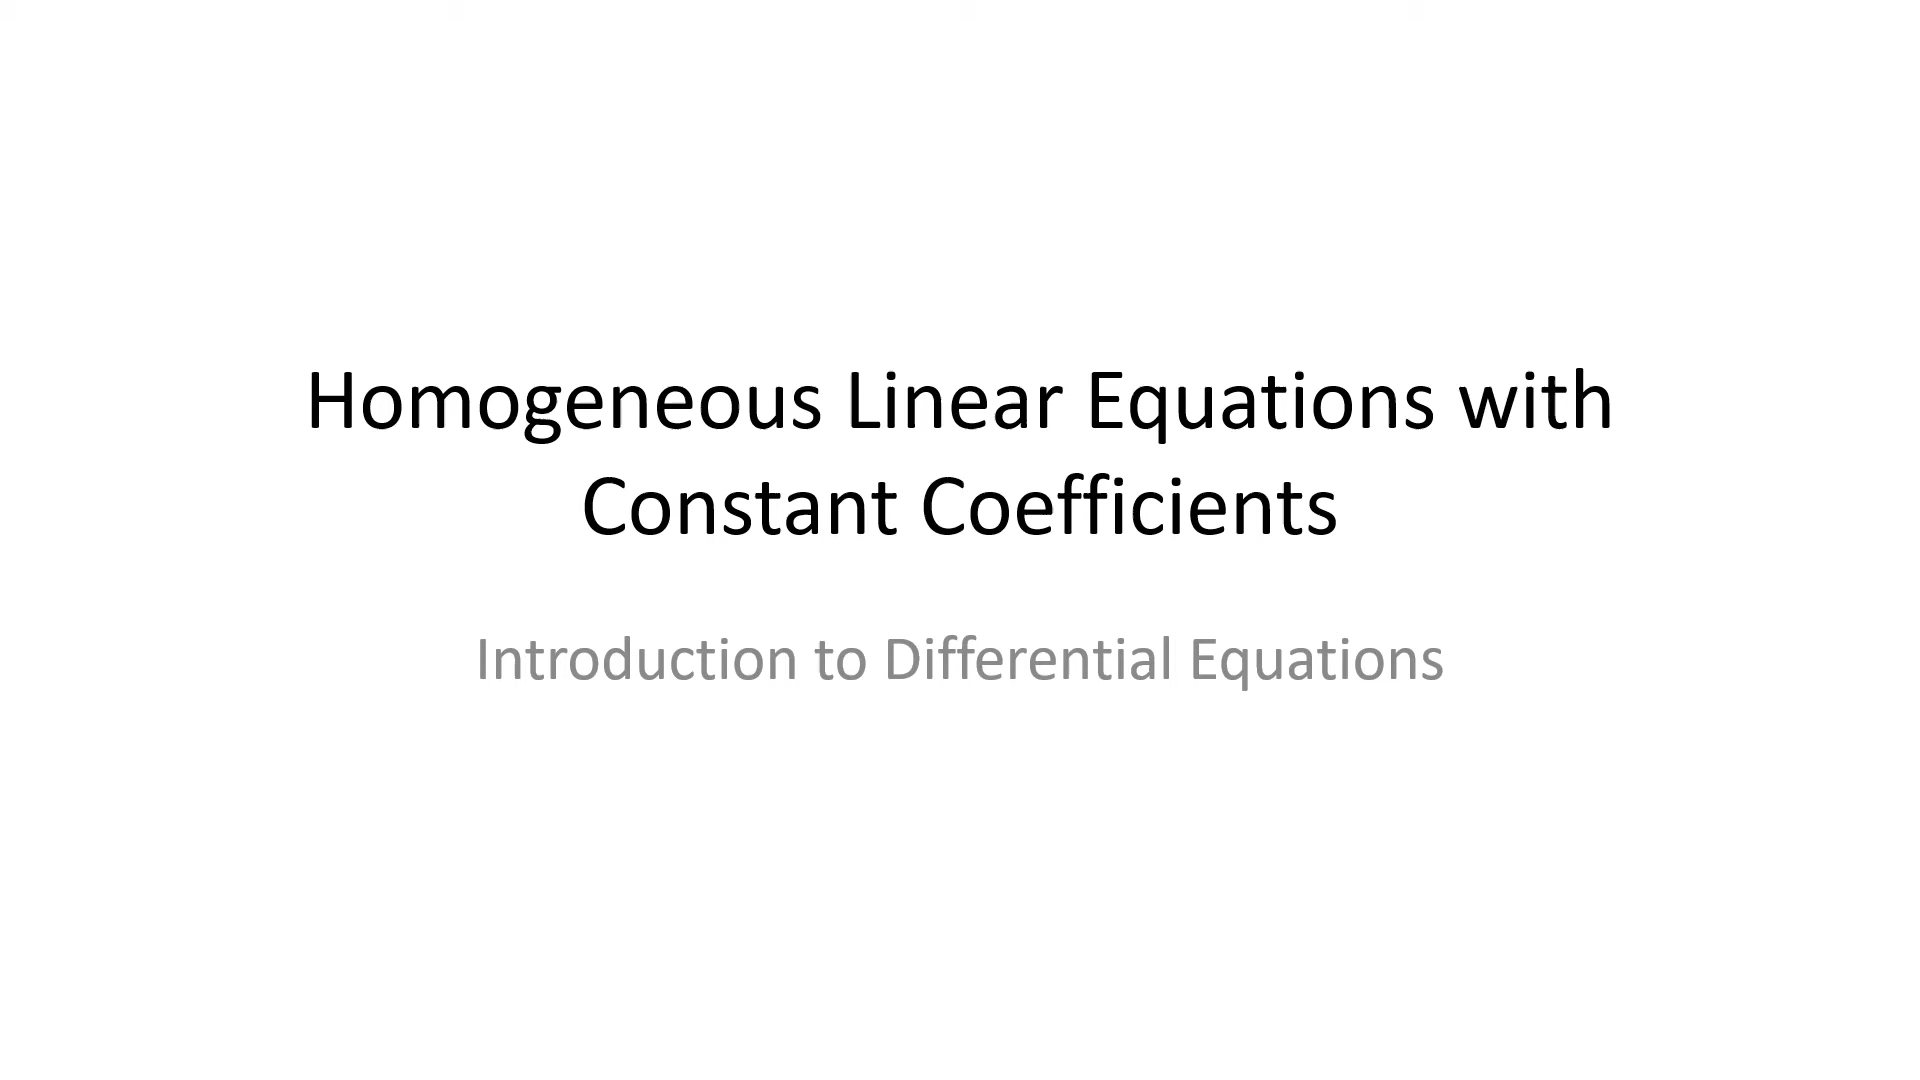 Homogeneous Linear Equations with
Constant Coefficients
Introduction to Differential Equations